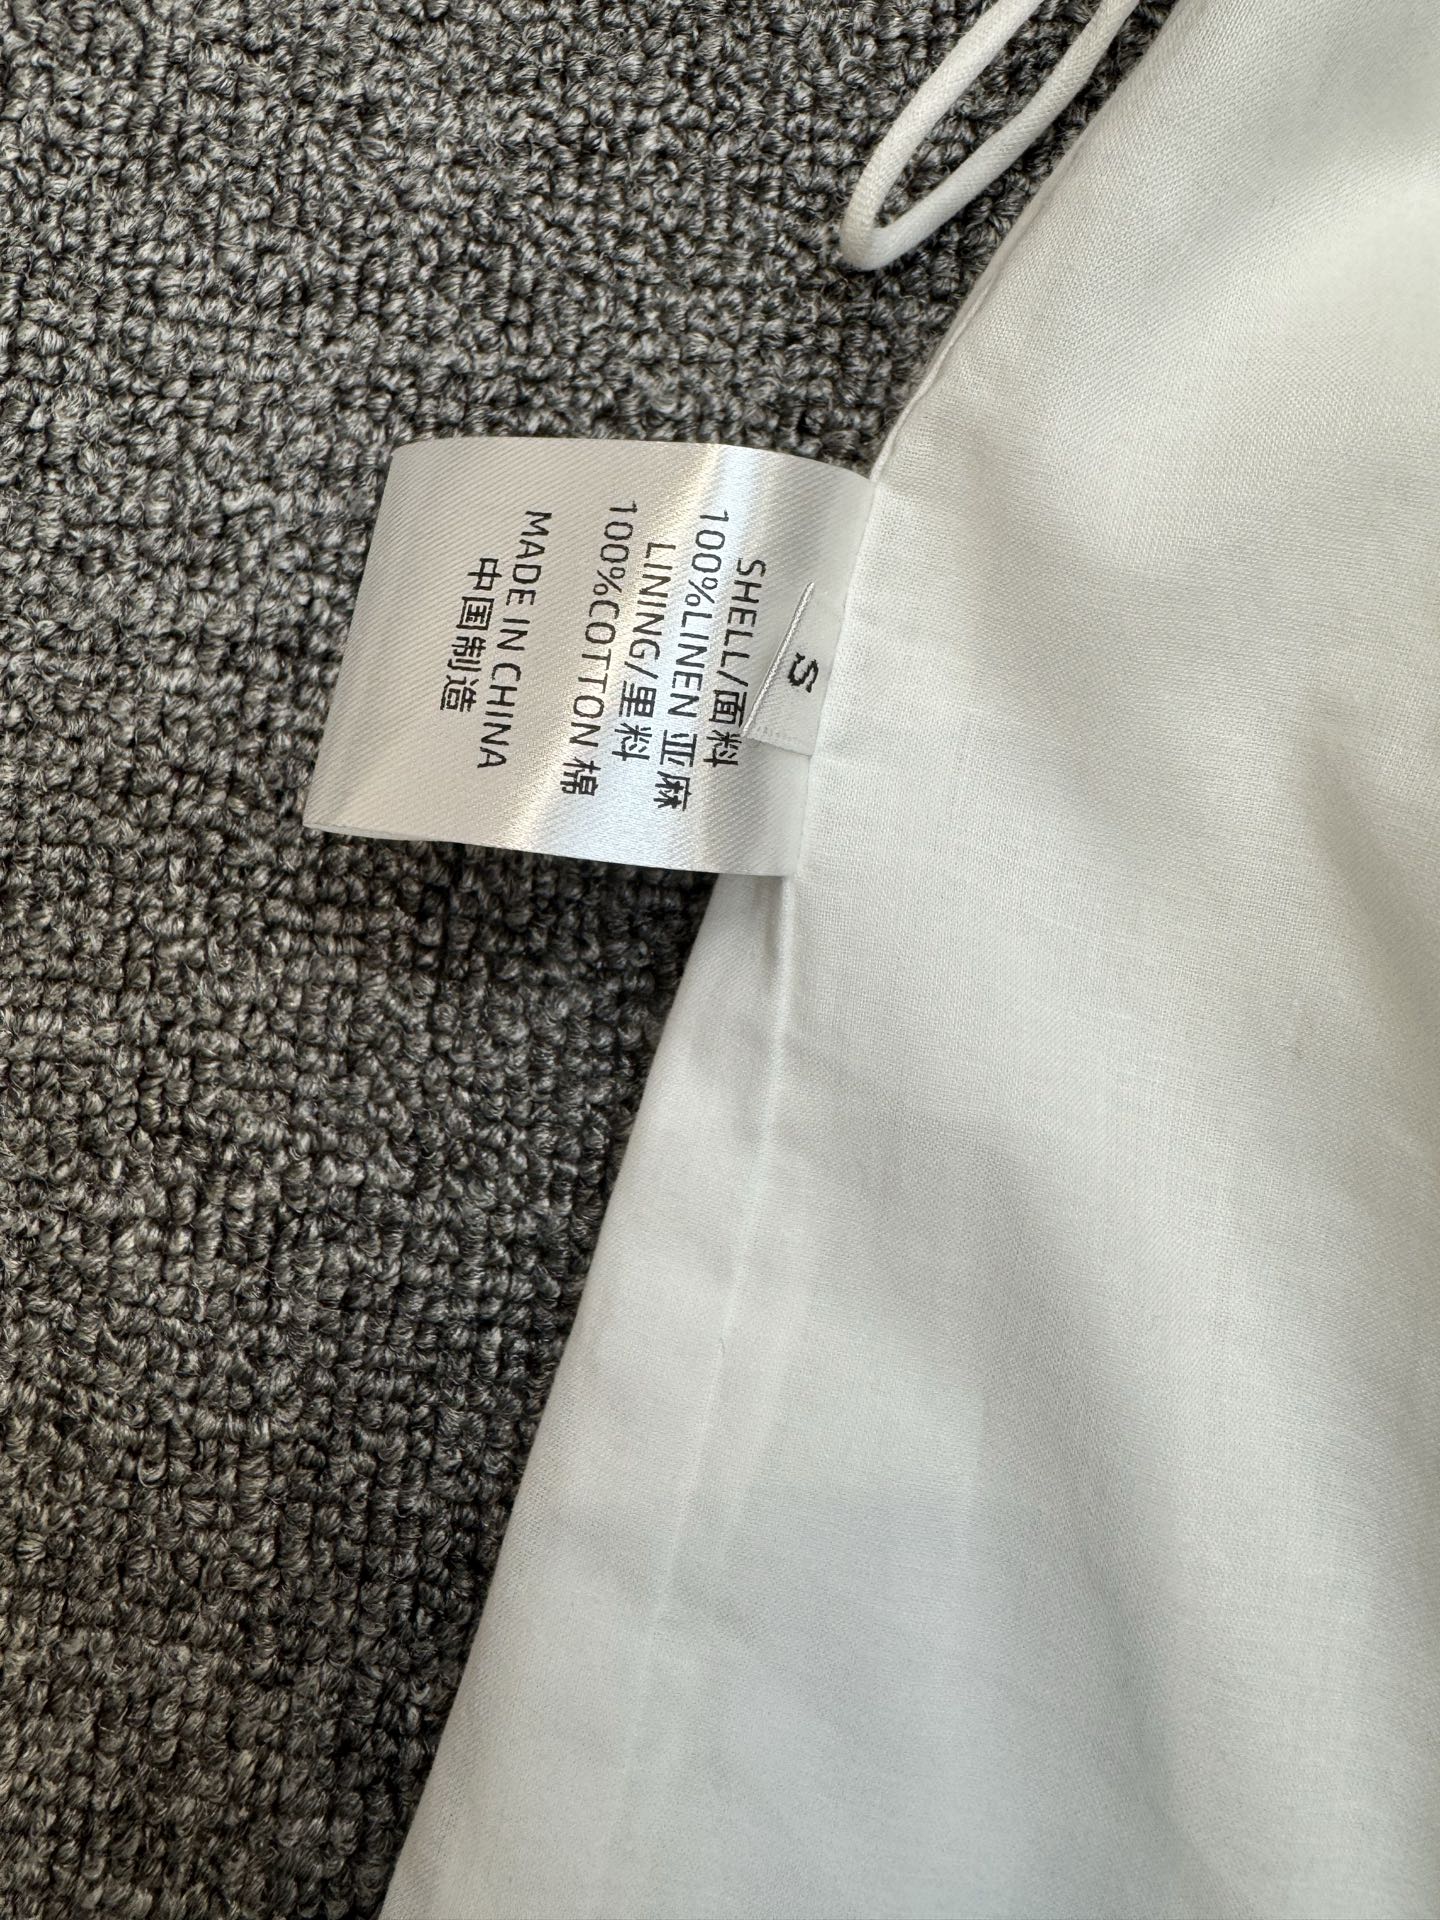 S
SHELL/面料
100%LINEN 亚麻
LINING/里料
100%COTTON 棉
MADE IN CHINA
中国制造